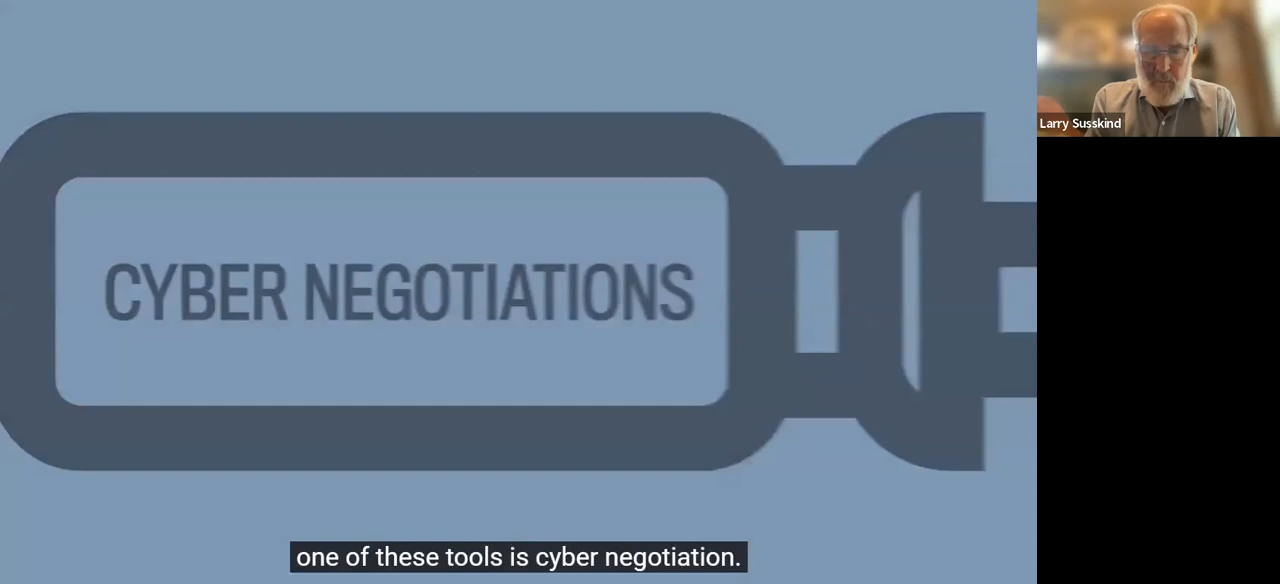 Larry Susskind
CYBER NEGOTIATIONS
one of these tools is cyber negotiation.